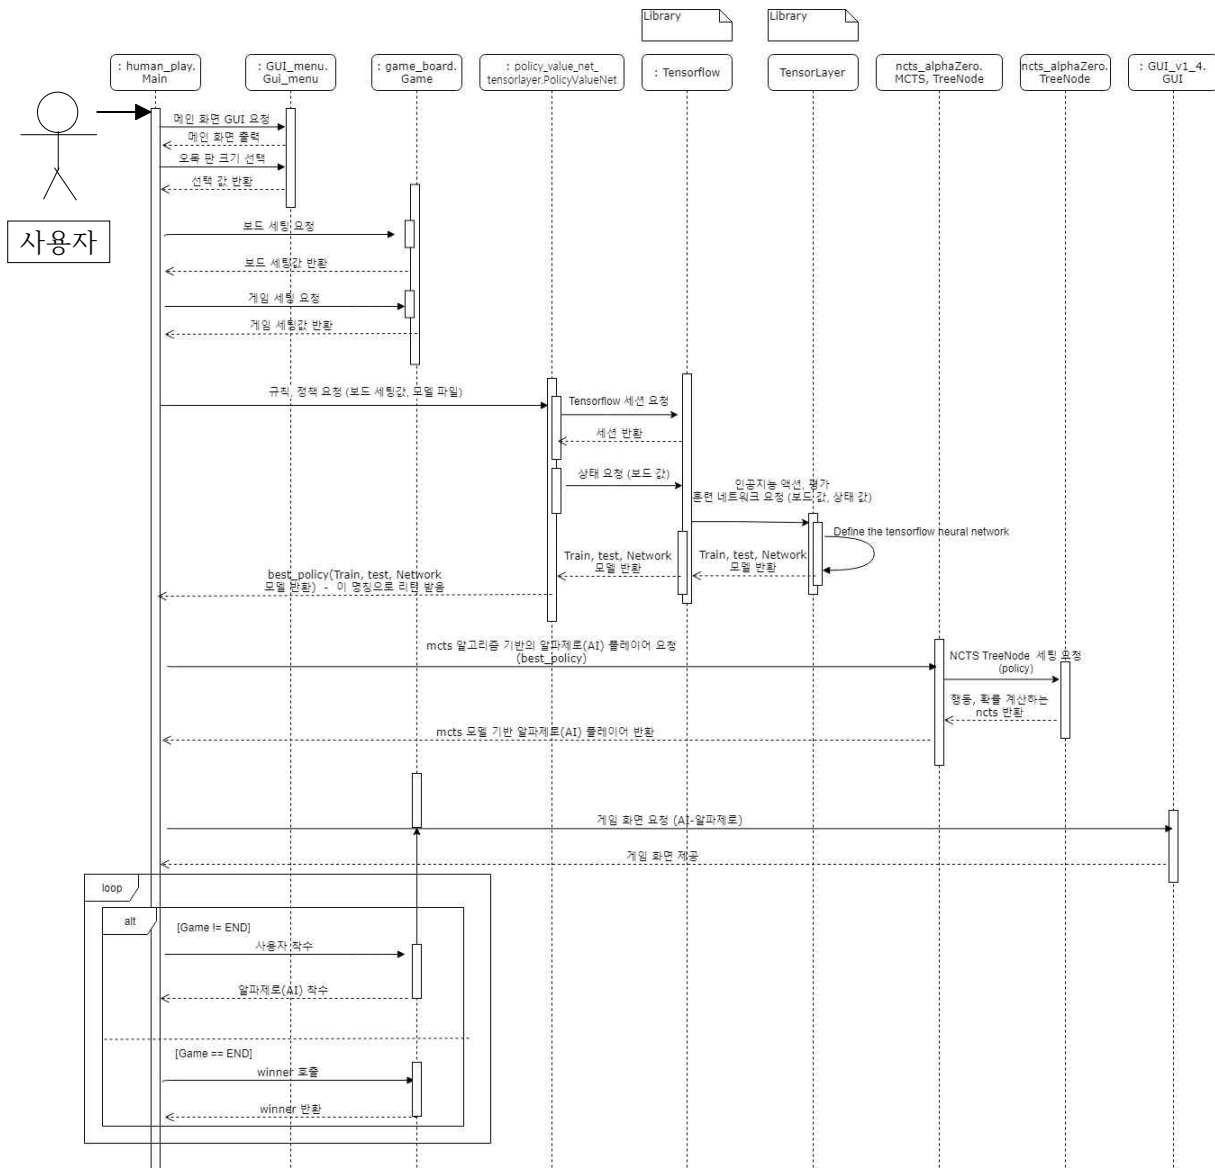 Library
Library
: human_play.
Main
: GUI_menu.
Gui_menu
: game_board.
Game
: policy_value_net_
tensorlayer.PolicyValueNet
: Tensorflow
TensorLayer
ncts_alphaZero.
MCTS, TreeNode
ncts_alphaZero.
TreeNode
: GUI_v1_4.
GUI
사용자
메인 화면 GUI 요청
메인 화면 출력
오목 판 크기 선택
선택 값 반환
보드 세팅 요청
보드 세팅값 반환
게임 세팅 요청
게임 세팅값 반환
규칙, 정책 요청 (보드 세팅값, 모델 파일)
Tensorflow 세션 요청
세션 반환
상태 요청 (보드 값)
인공지능 액션, 평가
훈련 네트워크 요청 (보드 값, 상태 값)
Define the tensorflow neural network
Train, test, Network
모델 반환
Train, test, Network
모델 반환
best_policy(Train, test, Network
모델 반환) - 이 명칭으로 리턴 받음
mcts 알고리즘 기반의 알파제로(AI) 플레이어 요청
(best_policy)
NCTS TreeNode 세팅 요청
(policy)
행동, 확률 계산하는
ncts 반환
mcts 모델 기반 알파제로(AI) 플레이어 반환
게임 화면 요청 (AI-알파제로)
게임 화면 제공
loop
alt
[Game != END]
사용자 착수
알파제로(AI) 착수
[Game == END]
winner 호출
winner 반환